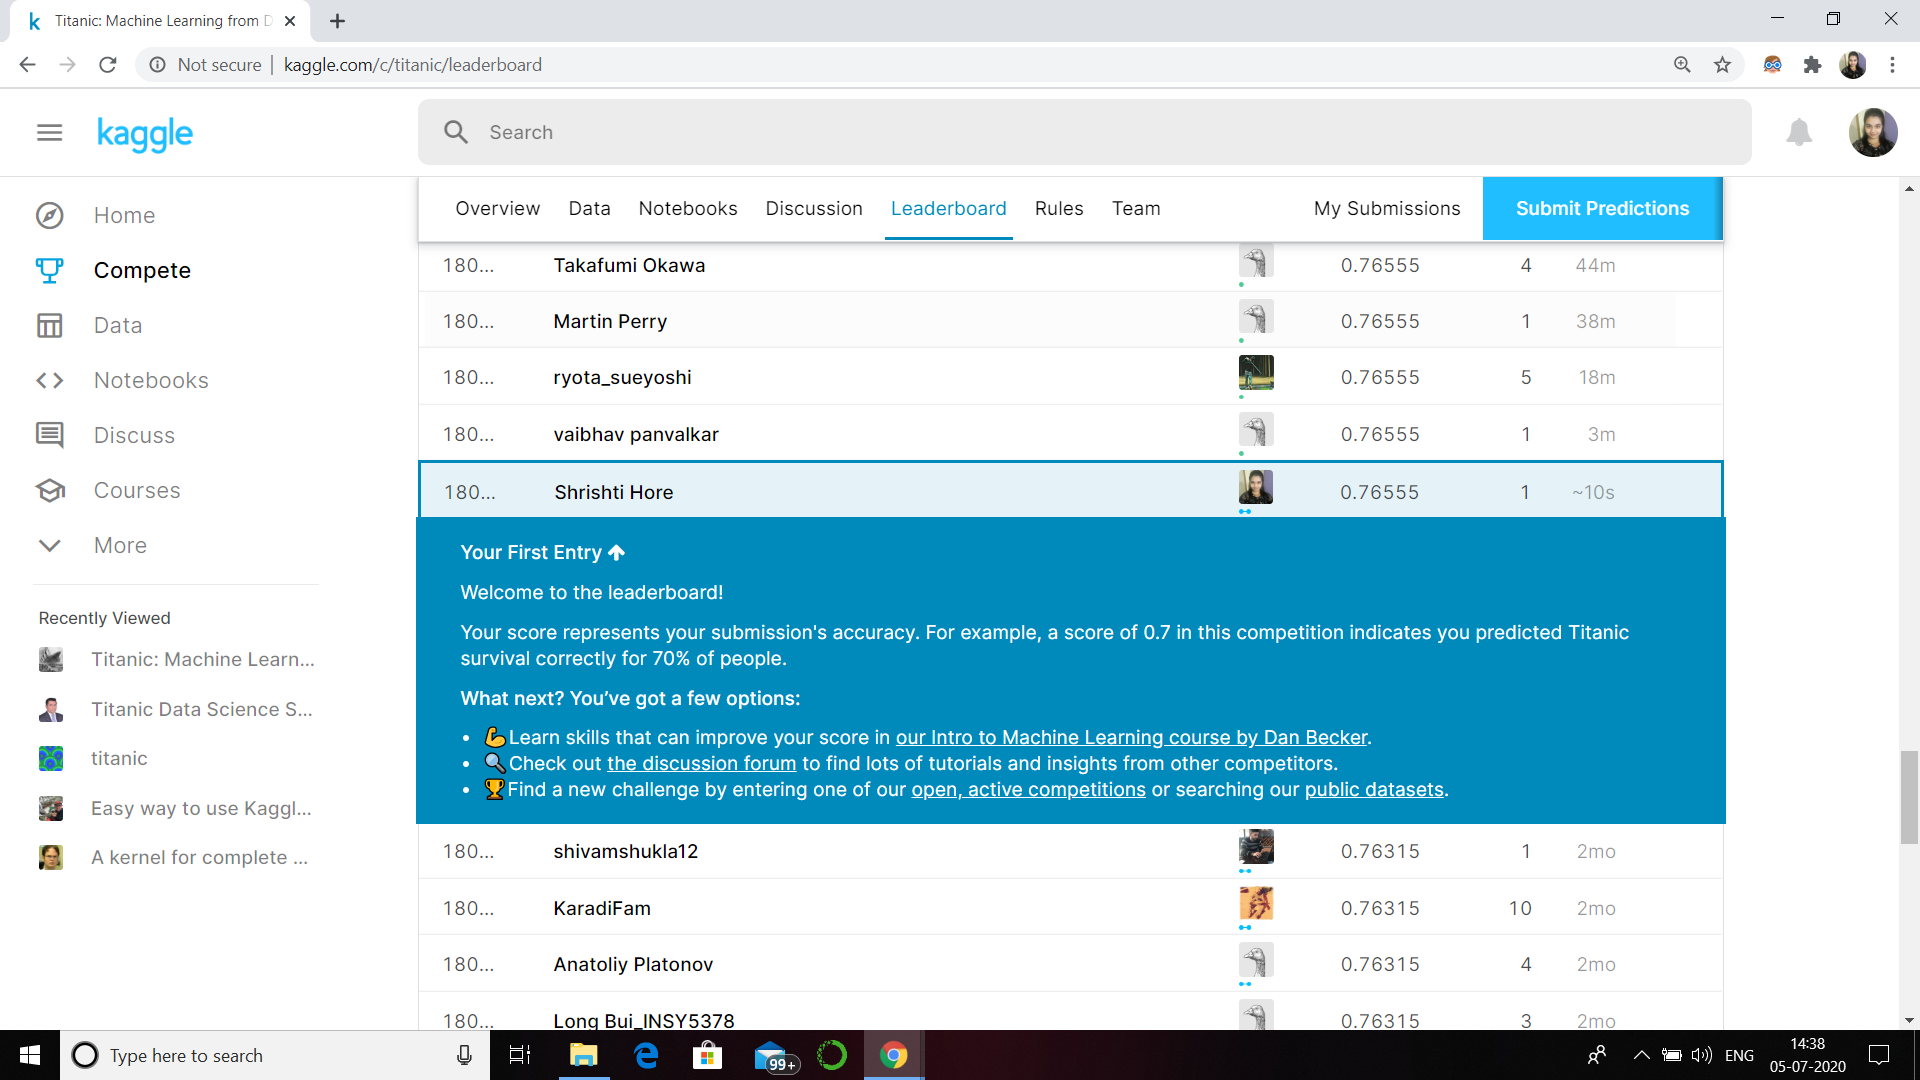 Titanic: Machine Learning from D
Not secure | kaggle.com/c/titanic/leaderboard
kaggle
Search
Home
Compete
Data
Notebooks
Discuss
Courses
More
Recently Viewed
Titanic: Machine Learn...
Titanic Data Science S...
titanic
Easy way to use Kaggl...
A kernel for complete ...
Overview Data Notebooks Discussion Leaderboard Rules Team My Submissions Submit Predictions
180... Takafumi Okawa 0.76555 4 44m
180... Martin Perry 0.76555 1 38m
180... ryota_sueyoshi 0.76555 5 18m
180... vaibhav panvalkar 0.76555 1 3m
180... Shrishti Hore 0.76555 1 ~10s
Your First Entry
Welcome to the leaderboard!
Your score represents your submission's accuracy. For example, a score of 0.7 in this competition indicates you predicted Titanic
survival correctly for 70% of people.
What next? You’ve got a few options:
• 💪Learn skills that can improve your score in our Intro to Machine Learning course by Dan Becker.
• 🔍Check out the discussion forum to find lots of tutorials and insights from other competitors.
• 🏆Find a new challenge by entering one of our open, active competitions or searching our public datasets.
180... shivamshukla12 0.76315 1 2mo
180... KaradiFam 0.76315 10 2mo
180... Anatoliy Platonov 0.76315 4 2mo
180... Long Bui_INSY5378 0.76315 3 2mo
Type here to search
99+
ENG
14:38
05-07-2020